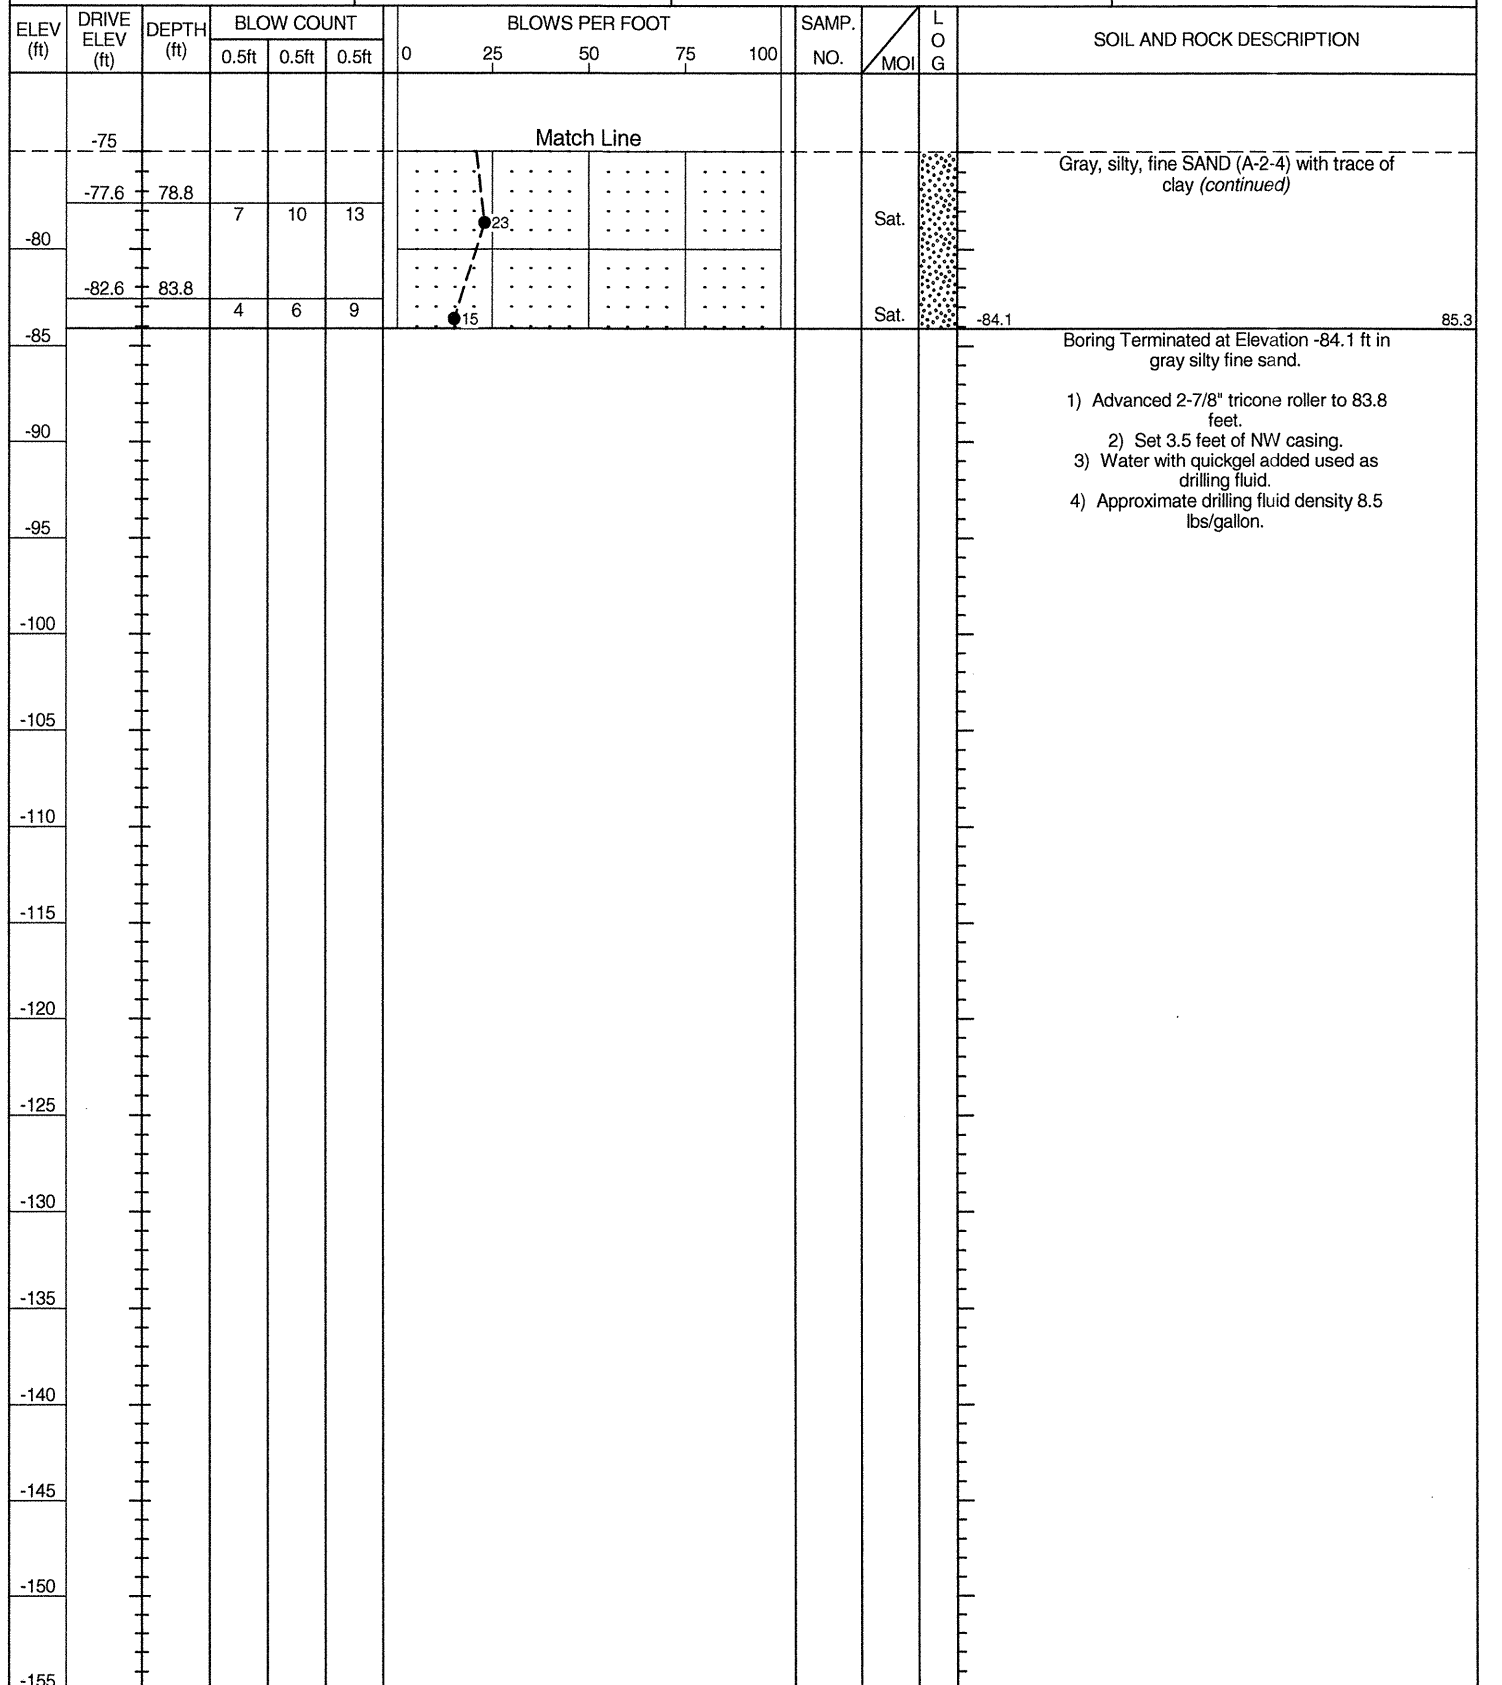 ELEV (ft)
DRIVE ELEV (ft)
DEPTH (ft)
BLOW COUNT
0.5ft 0.5ft 0.5ft
BLOWS PER FOOT
0 25 50 75 100
SAMP. NO.
MOI
LOG
SOIL AND ROCK DESCRIPTION
-75
Match Line
Gray, silty, fine SAND (A-2-4) with trace of
clay (continued)
-77.6 78.8
7 10 13
23
Sat.
-80
-82.6 83.8
4 6 9
15
Sat.
-84.1 85.3
-85
Boring Terminated at Elevation -84.1 ft in
gray silty fine sand.
1) Advanced 2-7/8" tricone roller to 83.8
feet.
-90
2) Set 3.5 feet of NW casing.
3) Water with quickgel added used as
drilling fluid.
4) Approximate drilling fluid density 8.5
lbs/gallon.
-95
-100
-105
-110
-115
-120
-125
-130
-135
-140
-145
-150
-155